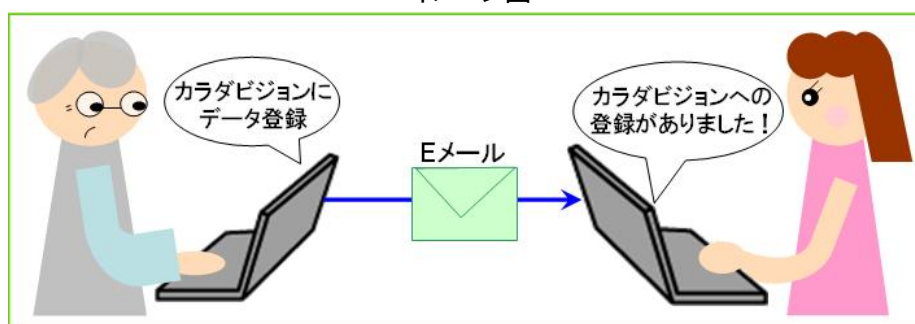 カラダビジョンに
データ登録
Eメール
カラダビジョンへの
登録がありました！